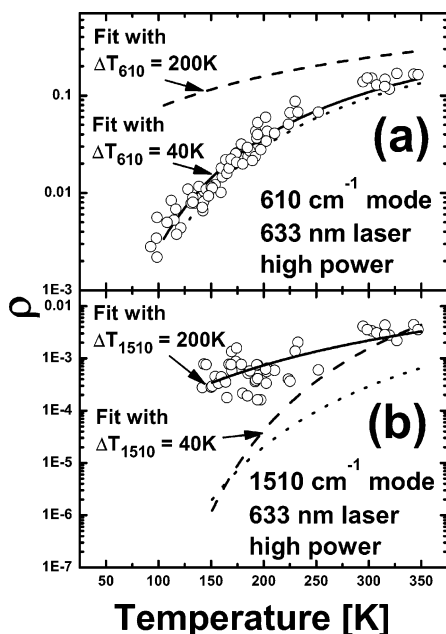 Fit with
ΔT610 = 200K
Fit with
ΔT610 = 40K
(a)
610 cm-1 mode
633 nm laser
high power
0.1
0.01
1E-3
ρ
0.01
1E-3
1E-4
1E-5
1E-6
1E-7
Fit with
ΔT1510 = 200K
Fit with
ΔT1510 = 40K
(b)
1510 cm-1 mode
633 nm laser
high power
50 100 150 200 250 300 350
Temperature [K]